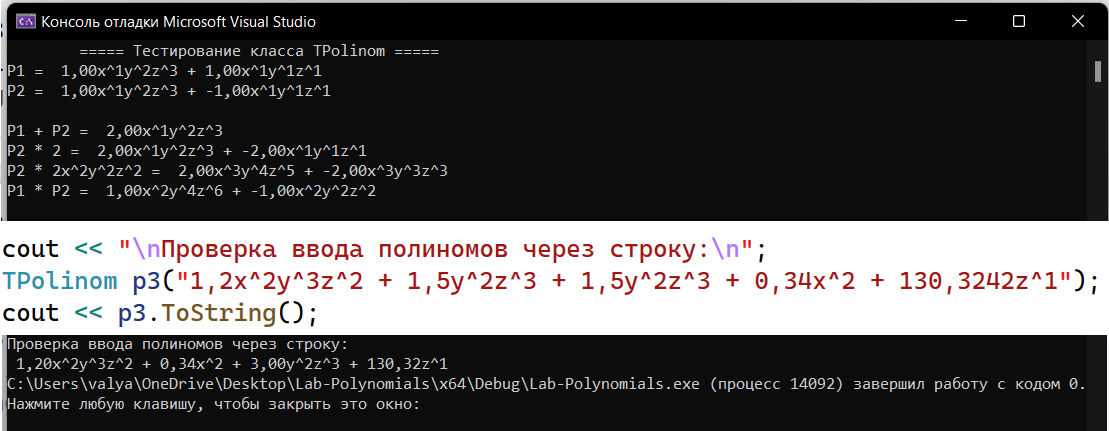 Консоль отладки Microsoft Visual Studio
===== Тестирование класса TPolinom =====
P1 =  1,00x^1y^2z^3 + 1,00x^1y^1z^1
P2 =  1,00x^1y^2z^3 + -1,00x^1y^1z^1
P1 + P2 =  2,00x^1y^2z^3
P2 * 2 =  2,00x^1y^2z^3 + -2,00x^1y^1z^1
P2 * 2x^2y^2z^2 =  2,00x^3y^4z^5 + -2,00x^3y^3z^3
P1 * P2 =  1,00x^2y^4z^6 + -1,00x^2y^2z^2
cout << "\nПроверка ввода полиномов через строку:\n";
TPolinom p3("1,2x^2y^3z^2 + 1,5y^2z^3 + 1,5y^2z^3 + 0,34x^2 + 130,3242z^1");
cout << p3.ToString();
Проверка ввода полиномов через строку:
1,20x^2y^3z^2 + 0,34x^2 + 3,00y^2z^3 + 130,32z^1
C:\Users\valya\OneDrive\Desktop\Lab-Polynomials\x64\Debug\Lab-Polynomials.exe (процесс 14092) завершил работу с кодом 0.
Нажмите любую клавишу, чтобы закрыть это окно: